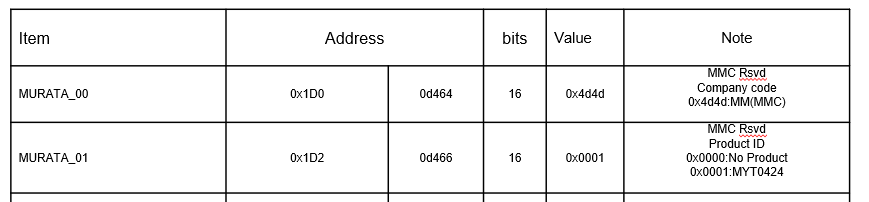 Item Address bits Value Note
MURATA_00 0x1D0 0d464 16 0x4d4d MMC Rsvd
Company code
0x4d4d:MM(MMC)
MURATA_01 0x1D2 0d466 16 0x0001 MMC Rsvd
Product ID
0x0000:No Product
0x0001:MYT0424